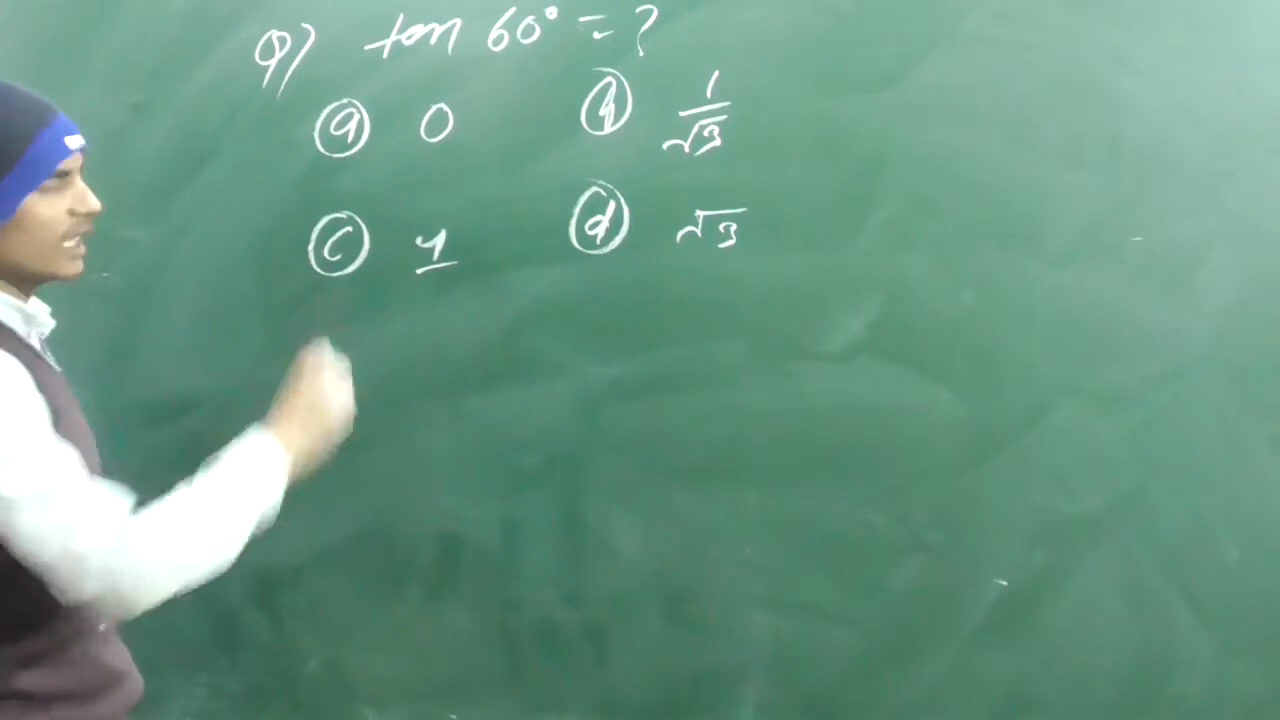 Q) tan 60° = ?
(a) 0 (b) 1/√3
(c) 1 (d) √3